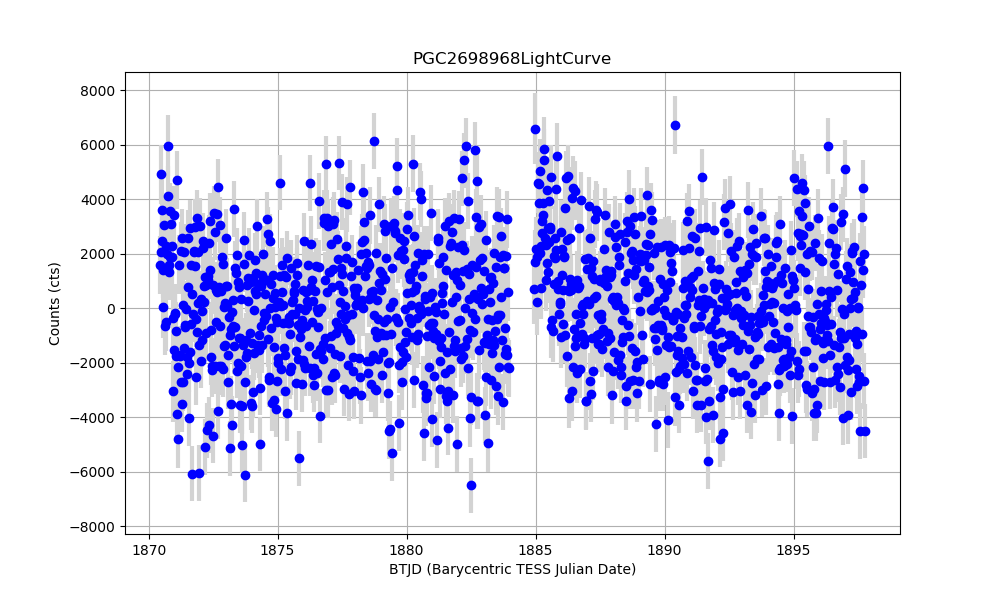 PGC2698968LightCurve
8000
6000
4000
2000
0
−2000
−4000
−6000
−8000
Counts (cts)
1870 1875 1880 1885 1890 1895
BTJD (Barycentric TESS Julian Date)